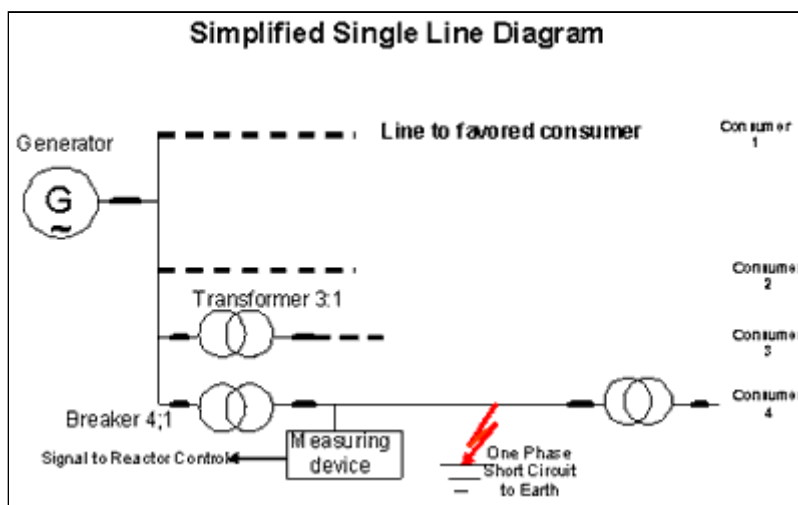 Simplified Single Line Diagram
Line to favored consumer
Consumer
1
Generator
G
~
Consumer
2
Transformer 3:1
Consumer
3
Consumer
4
Breaker 4;1
Measuring
device
Signal to Reactor Control
One Phase
Short Circuit
to Earth